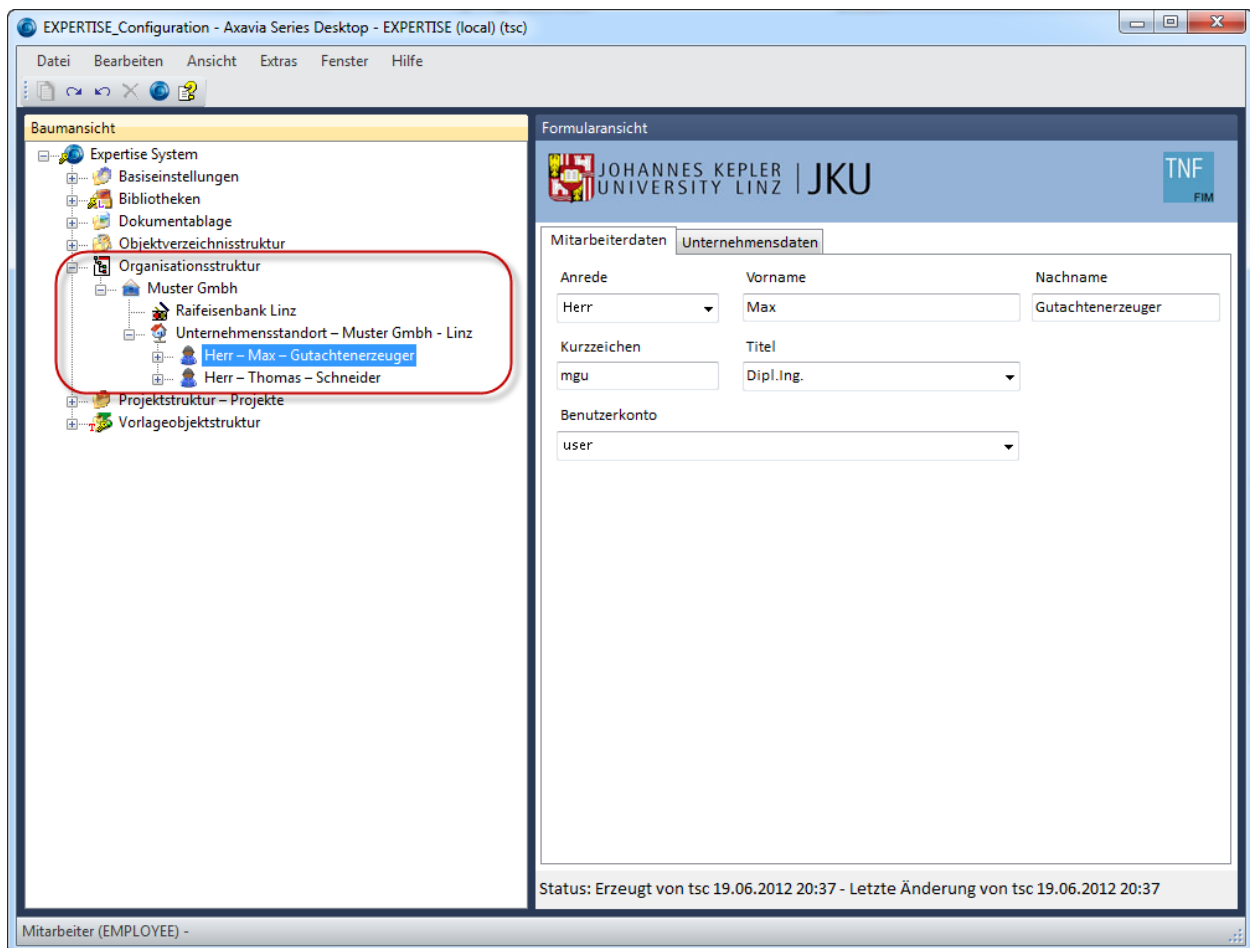 EXPERTISE_Configuration - Axavia Series Desktop - EXPERTISE (local) (tsc)
Datei Bearbeiten Ansicht Extras Fenster Hilfe
Baumansicht
Expertise System
Basiseinstellungen
Bibliotheken
Dokumentablage
Objektverzeichnisstruktur
Organisationsstruktur
Muster Gmbh
Raifeisenbank Linz
Unternehmensstandort – Muster Gmbh - Linz
Herr – Max – Gutachtenerzeuger
Herr – Thomas – Schneider
Projektstruktur – Projekte
Vorlageobjektstruktur
Formularansicht
JOHANNES KEPLER
UNIVERSITY LINZ | JKU
TNF
FIM
Mitarbeiterdaten Unternehmensdaten
Anrede Vorname Nachname
Herr Max Gutachtenerzeuger
Kurzzeichen Titel
mgu Dipl.Ing.
Benutzerkonto
user
Status: Erzeugt von tsc 19.06.2012 20:37 - Letzte Änderung von tsc 19.06.2012 20:37
Mitarbeiter (EMPLOYEE) -